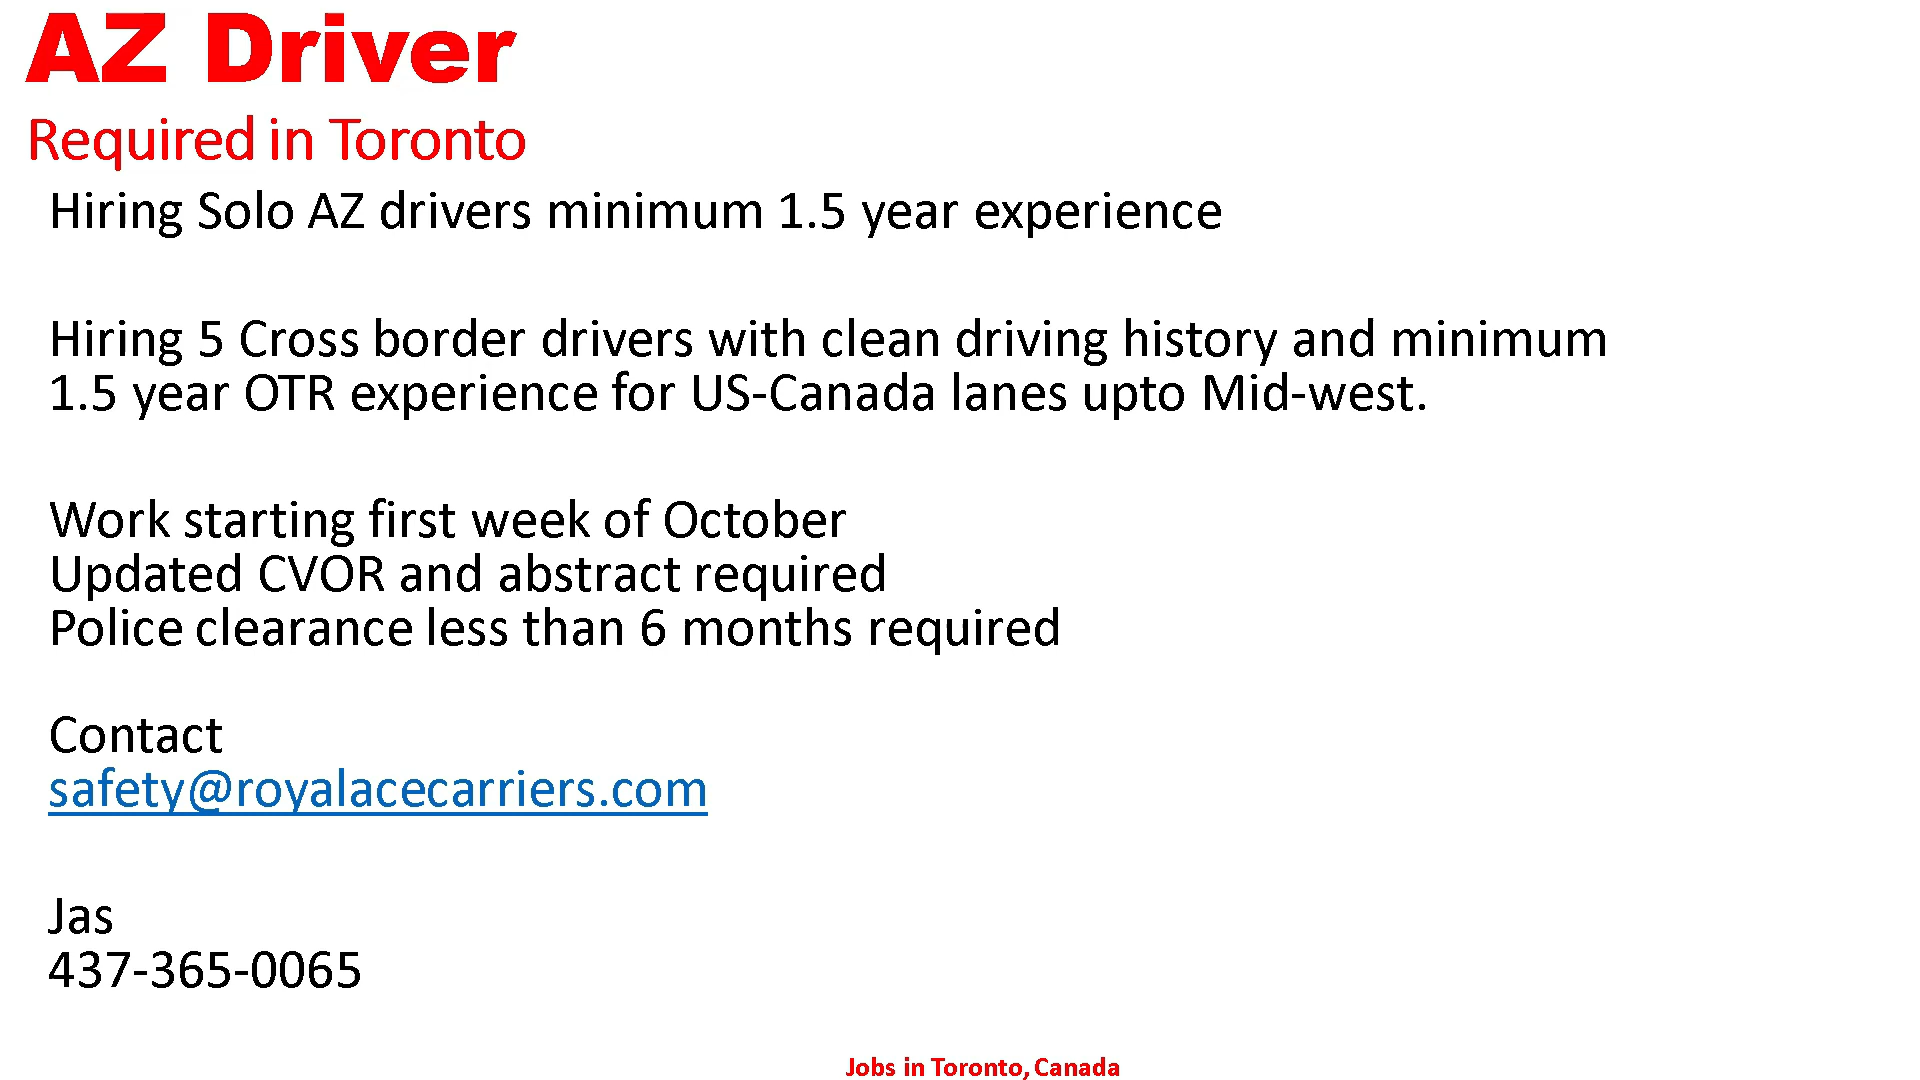 AZ Driver
Required in Toronto
Hiring Solo AZ drivers minimum 1.5 year experience
Hiring 5 Cross border drivers with clean driving history and minimum
1.5 year OTR experience for US-Canada lanes upto Mid-west.
Work starting first week of October
Updated CVOR and abstract required
Police clearance less than 6 months required
Contact
safety@royalacecarriers.com
Jas
437-365-0065
Jobs in Toronto, Canada